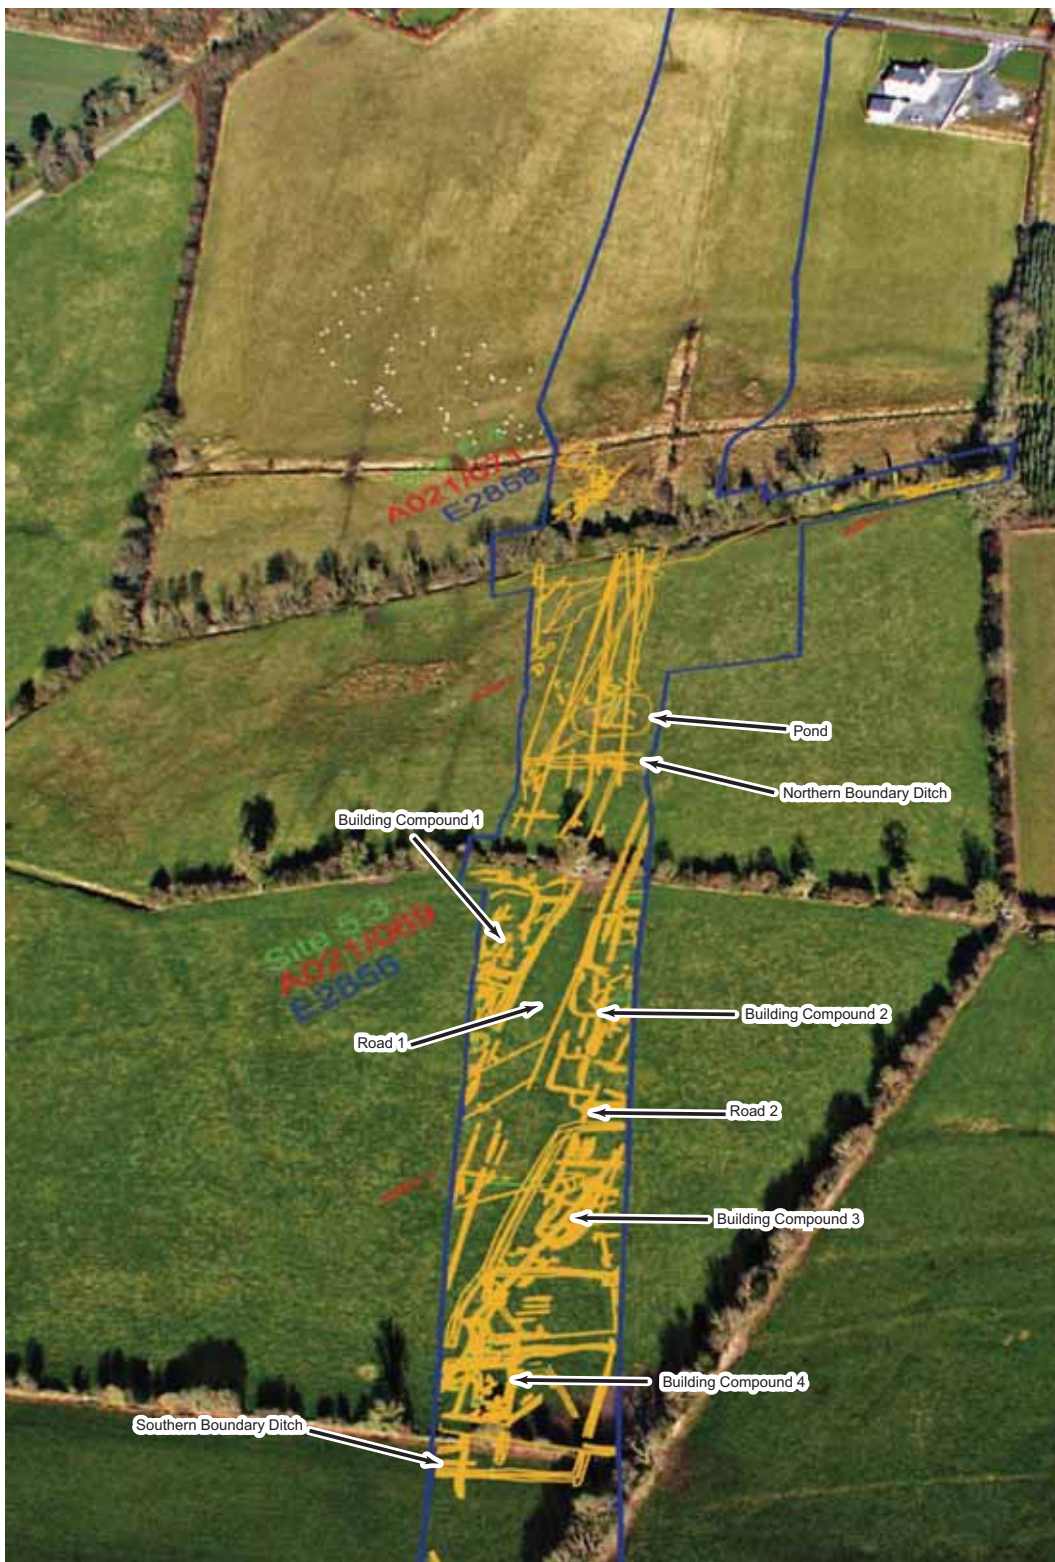 A021/071
E2858
Pond
Northern Boundary Ditch
Building Compound 1
Site 5.3
A021/069
E2856
Building Compound 2
Road 1
Road 2
Building Compound 3
Building Compound 4
Southern Boundary Ditch